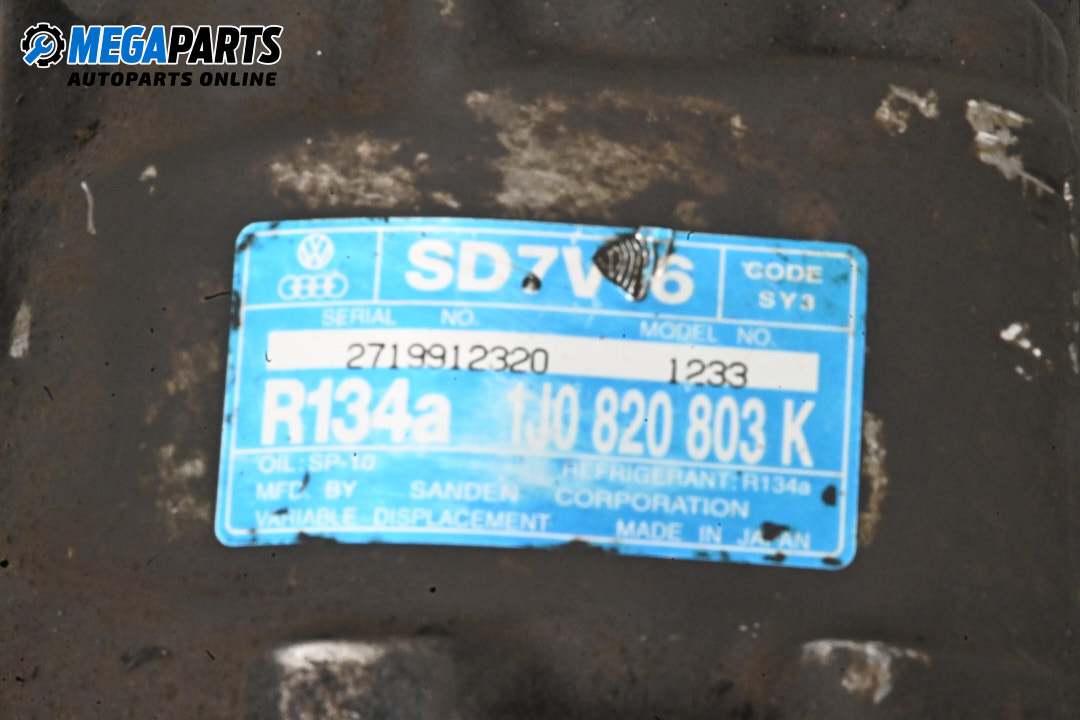 MEGAPARTS
AUTOPARTS ONLINE
SD7V 6
CODE
SY3
SERIAL NO.
MODEL NO.
2719912320 1233
R134a 1J0 820 803 K
OIL: SP-10 REFRIGERANT: R134a
MFD. BY SANDEN CORPORATION
VARIABLE DISPLACEMENT MADE IN JAPAN